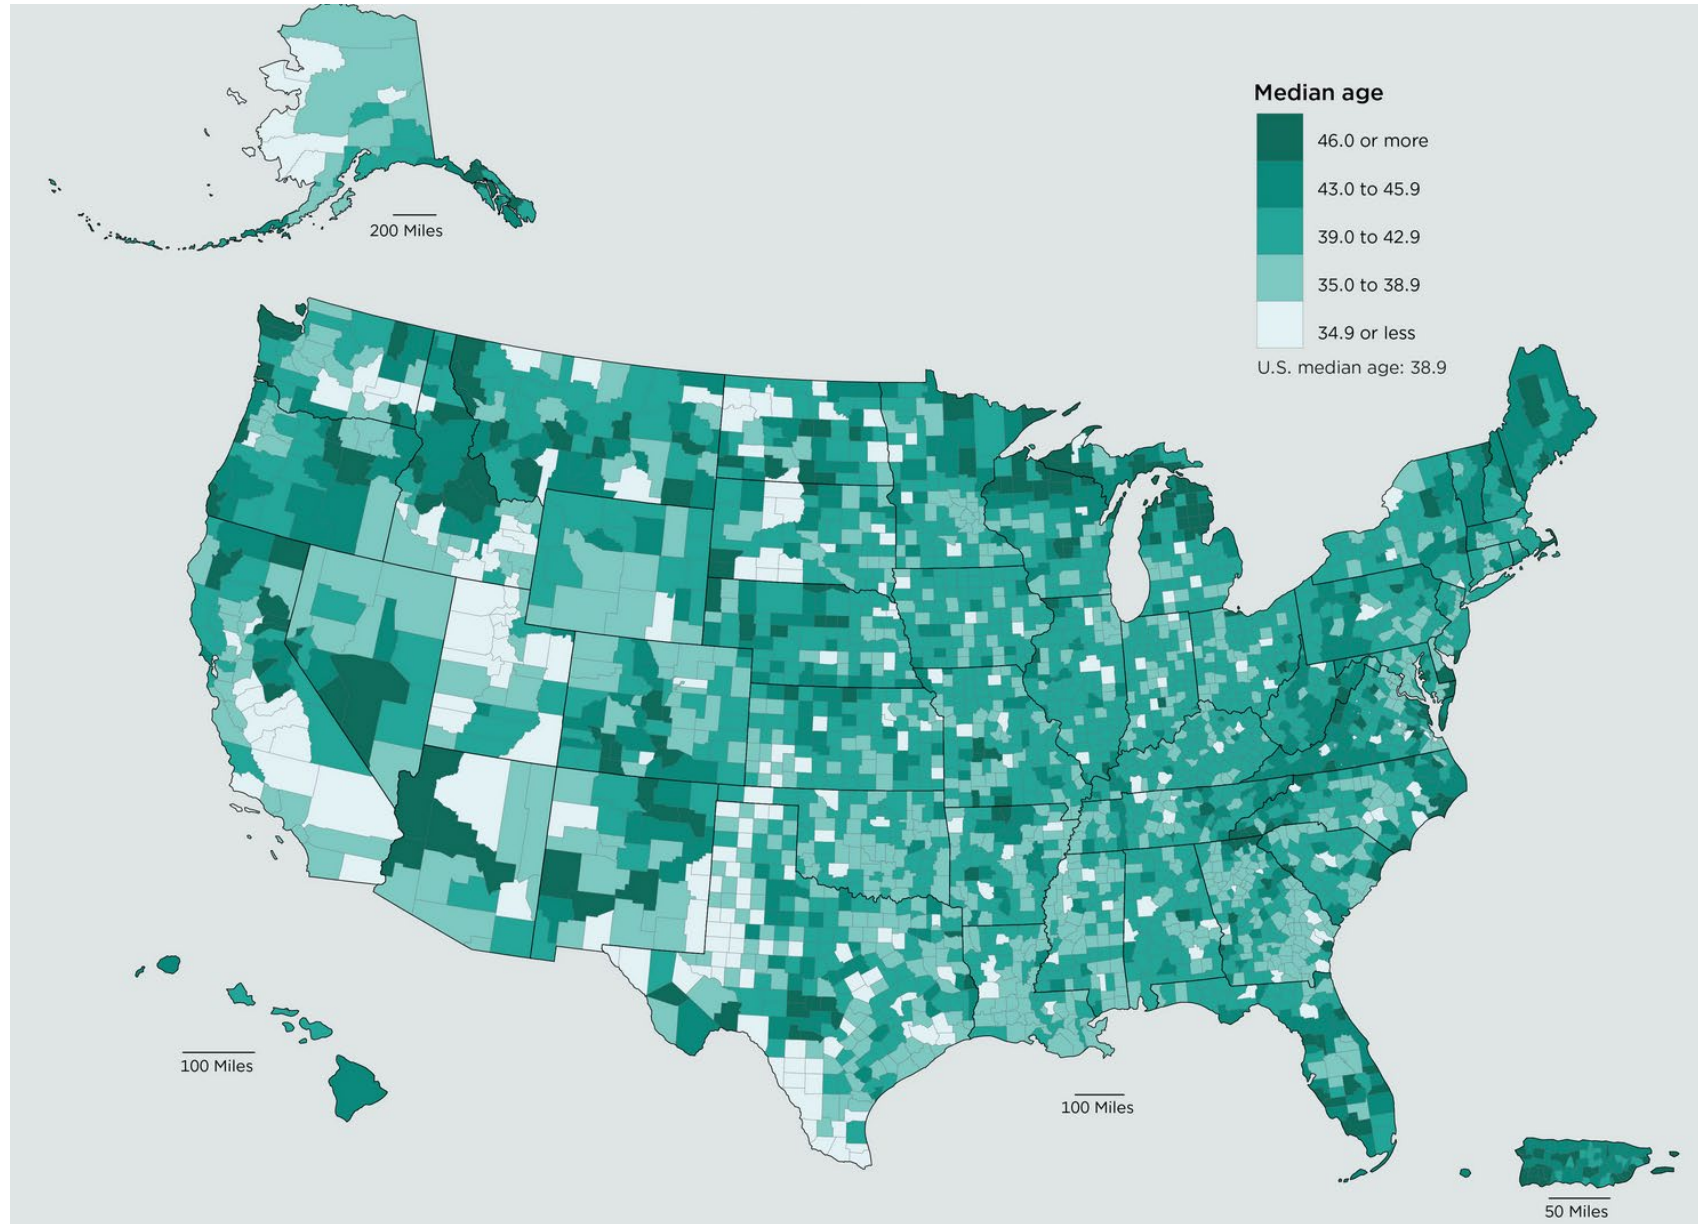 Median age
46.0 or more
43.0 to 45.9
39.0 to 42.9
35.0 to 38.9
34.9 or less
U.S. median age: 38.9
200 Miles
100 Miles
100 Miles
50 Miles